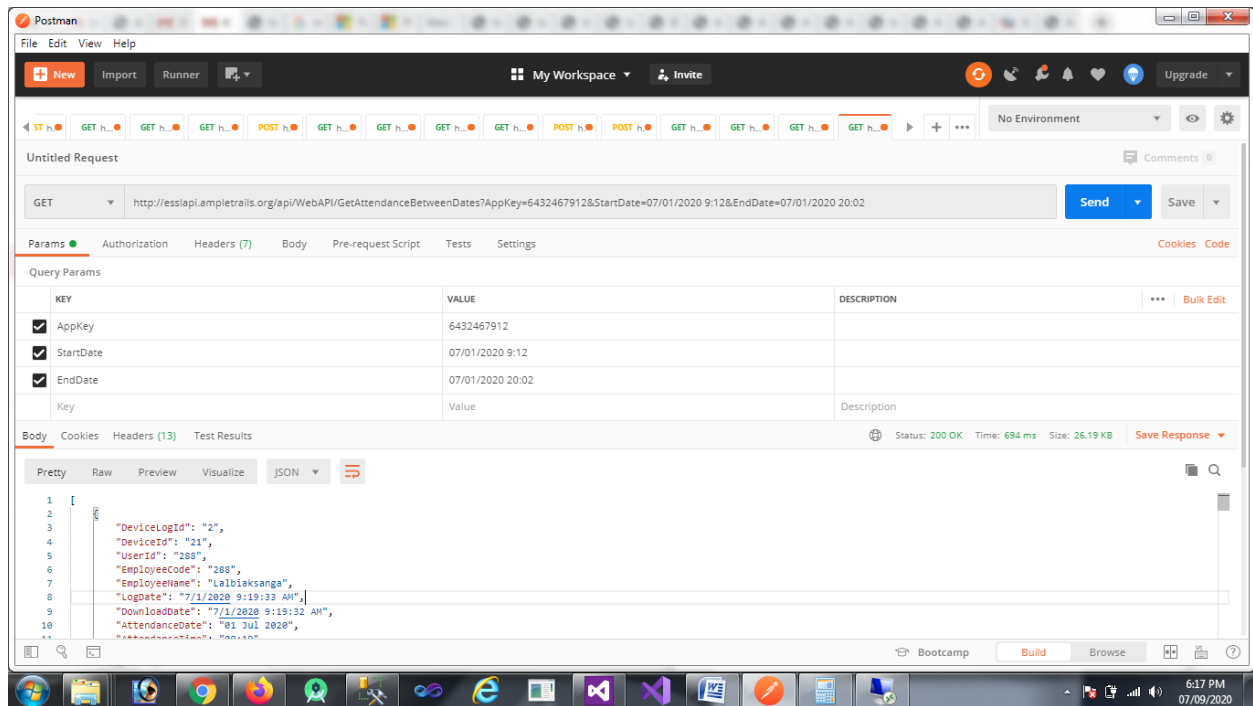 Postman
File Edit View Help
New Import Runner My Workspace Invite Upgrade
ST h. GET h... GET h... GET h... POST h. GET h... GET h... GET h... GET h... POST h. POST h. GET h... GET h... GET h... GET h... No Environment
Untitled Request Comments 0
GET http://esslapi.ampletrails.org/api/WebAPI/GetAttendanceBetweenDates?AppKey=6432467912&StartDate=07/01/2020 9:12&EndDate=07/01/2020 20:02 Send Save
Params Authorization Headers (7) Body Pre-request Script Tests Settings Cookies Code
Query Params
KEY VALUE DESCRIPTION Bulk Edit
AppKey 6432467912
StartDate 07/01/2020 9:12
EndDate 07/01/2020 20:02
Key Value Description
Body Cookies Headers (13) Test Results Status: 200 OK Time: 694 ms Size: 26.19 KB Save Response
Pretty Raw Preview Visualize JSON
1 [
2 {
3 "DeviceLogId": "2",
4 "DeviceId": "21",
5 "UserId": "288",
6 "EmployeeCode": "288",
7 "EmployeeName": "Lalbiaksanga",
8 "LogDate": "7/1/2020 9:19:33 AM",
9 "DownloadDate": "7/1/2020 9:19:32 AM",
10 "AttendanceDate": "01 Jul 2020",
11 "AttendanceTime": "09:19"
Bootcamp Build Browse
6:17 PM
07/09/2020